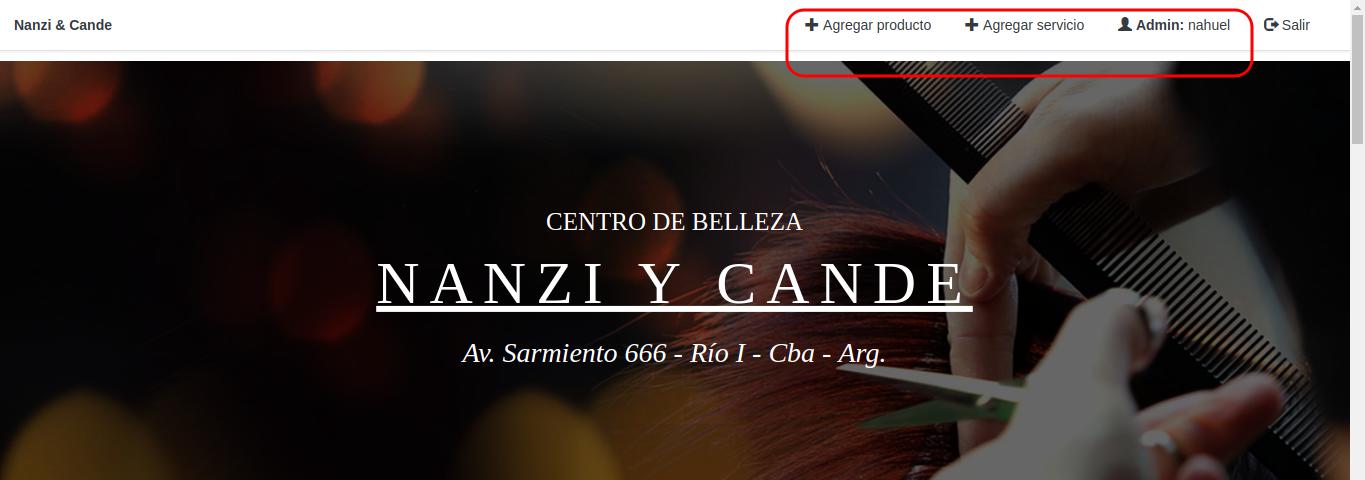 Nanzi & Cande
Agregar producto
Agregar servicio
Admin: nahuel
Salir
CENTRO DE BELLEZA
NANZI Y CANDE
Av. Sarmiento 666 - Río I - Cba - Arg.